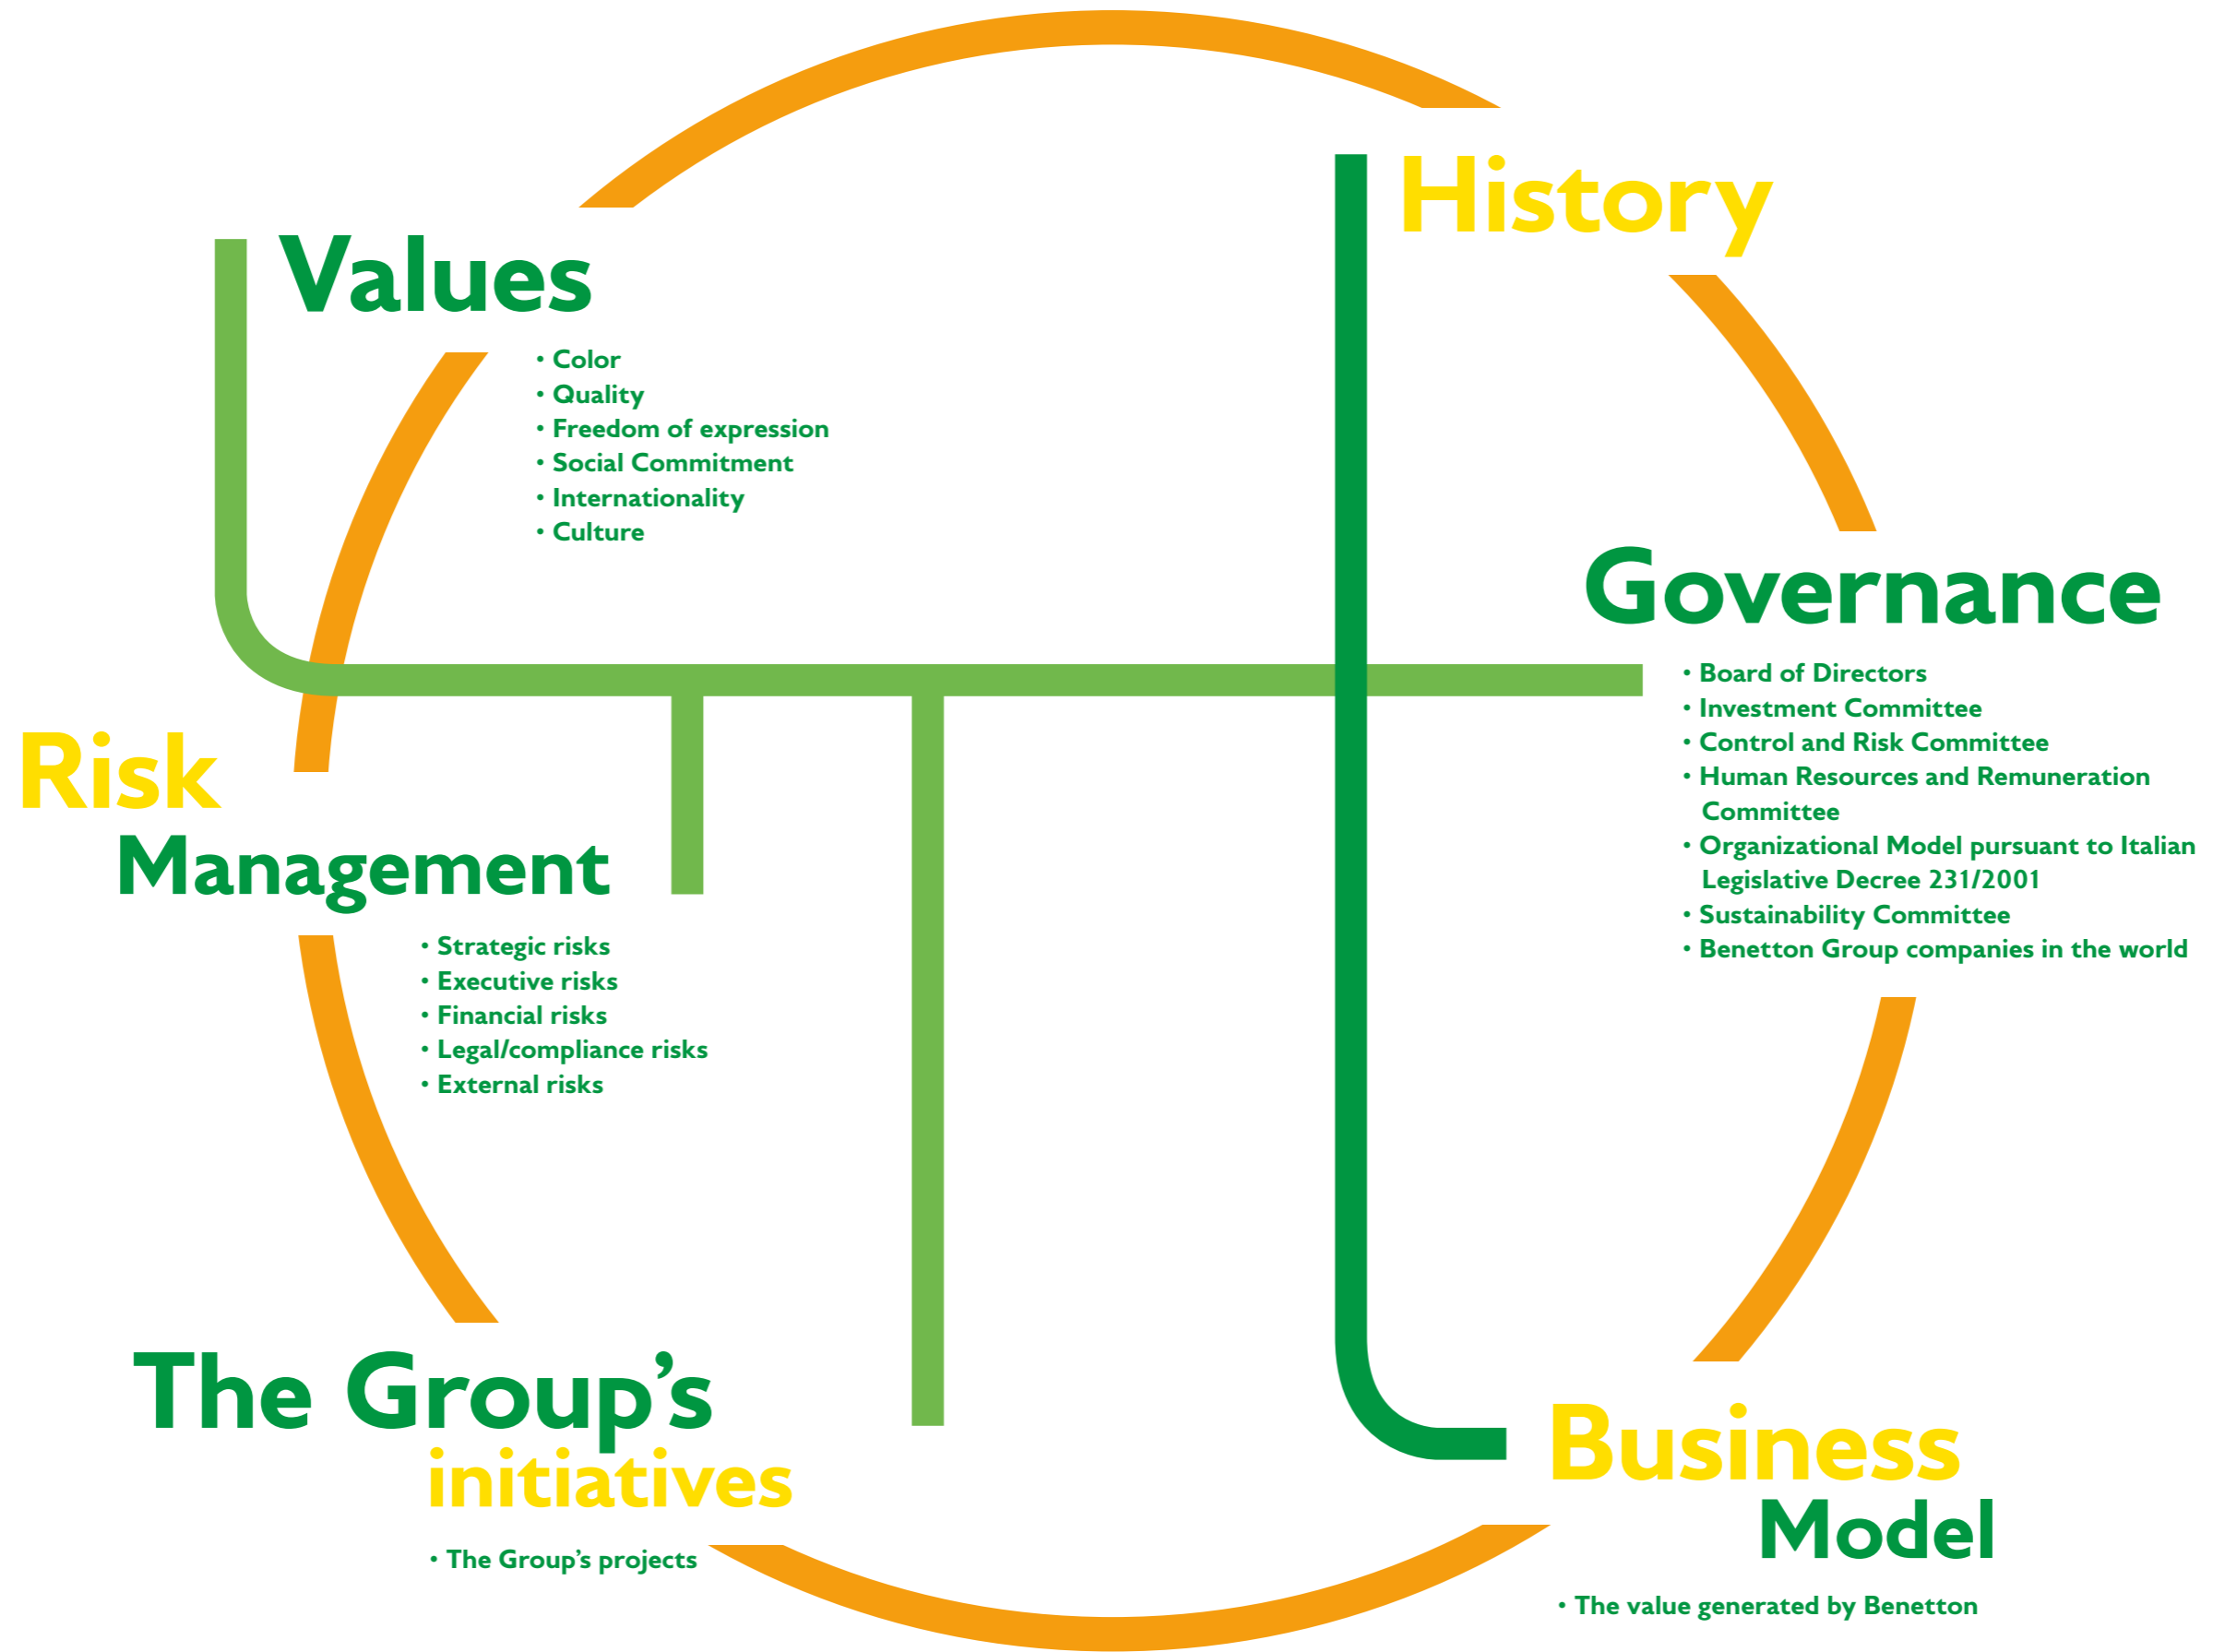 History
Values
• Color
• Quality
• Freedom of expression
• Social Commitment
• Internationality
• Culture
Governance
• Board of Directors
• Investment Committee
• Control and Risk Committee
• Human Resources and Remuneration
Committee
• Organizational Model pursuant to Italian
Legislative Decree 231/2001
• Sustainability Committee
• Benetton Group companies in the world
Risk
Management
• Strategic risks
• Executive risks
• Financial risks
• Legal/compliance risks
• External risks
The Group’s
initiatives
• The Group’s projects
Business
Model
• The value generated by Benetton